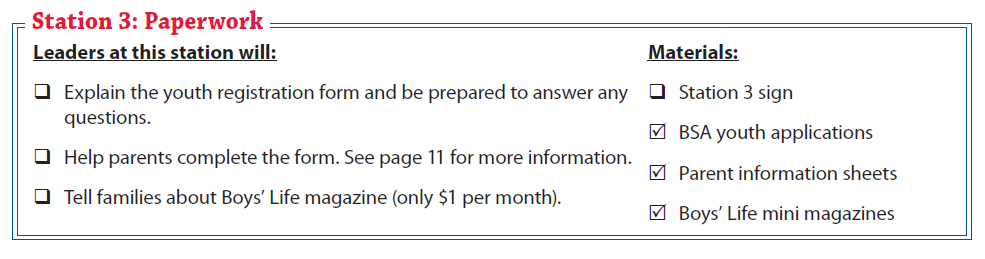 Station 3: Paperwork
Leaders at this station will:
❑ Explain the youth registration form and be prepared to answer any
questions.
❑ Help parents complete the form. See page 11 for more information.
❑ Tell families about Boys’ Life magazine (only $1 per month).
Materials:
❑ Station 3 sign
☑ BSA youth applications
☑ Parent information sheets
☑ Boys’ Life mini magazines